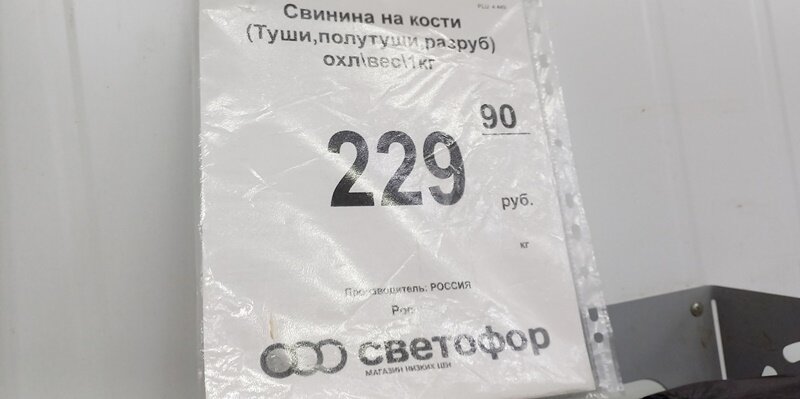 Свинина на кости
(Туши,полутуши,разруб)
охл\вес\1кг
229 90
руб.
кг
Производитель: РОССИЯ
светофор
МАГАЗИН НИЗКИХ ЦЕН